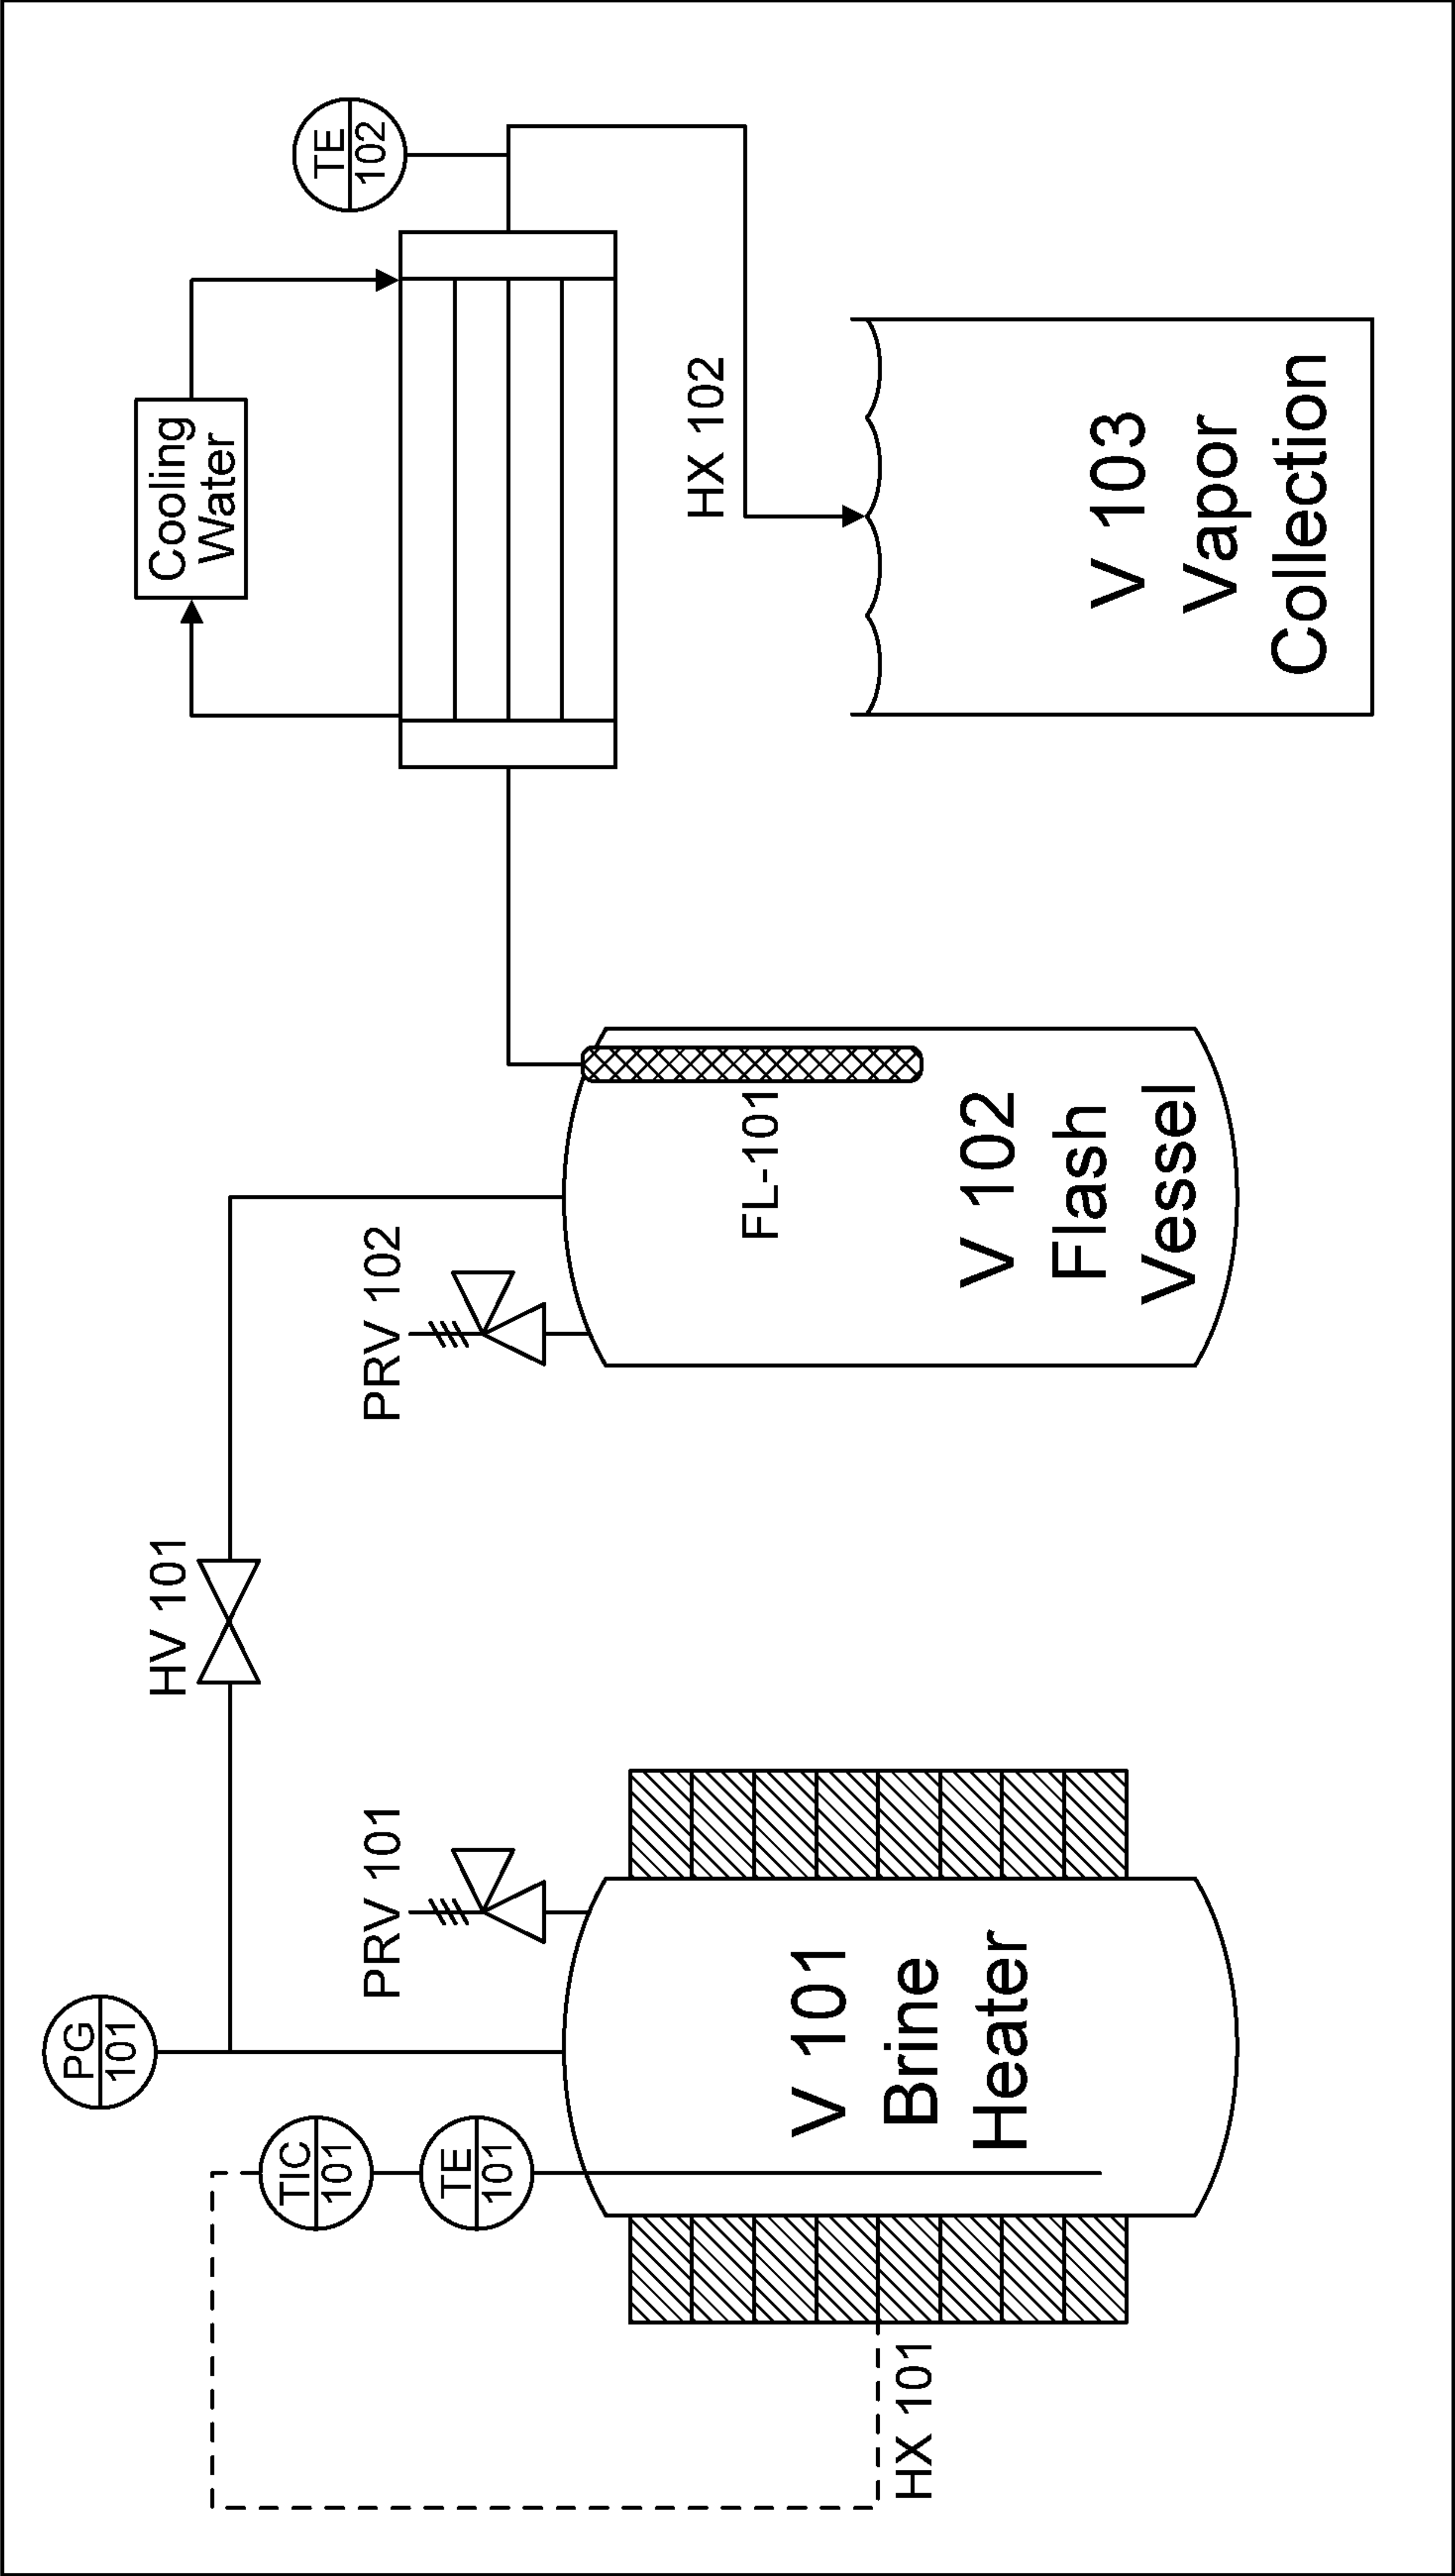 PG
101
TIC
101
TE
101
HX 101
PRV 101
V 101
Brine
Heater
HV 101
PRV 102
FL-101
V 102
Flash
Vessel
Cooling
Water
TE
102
HX 102
V 103
Vapor
Collection